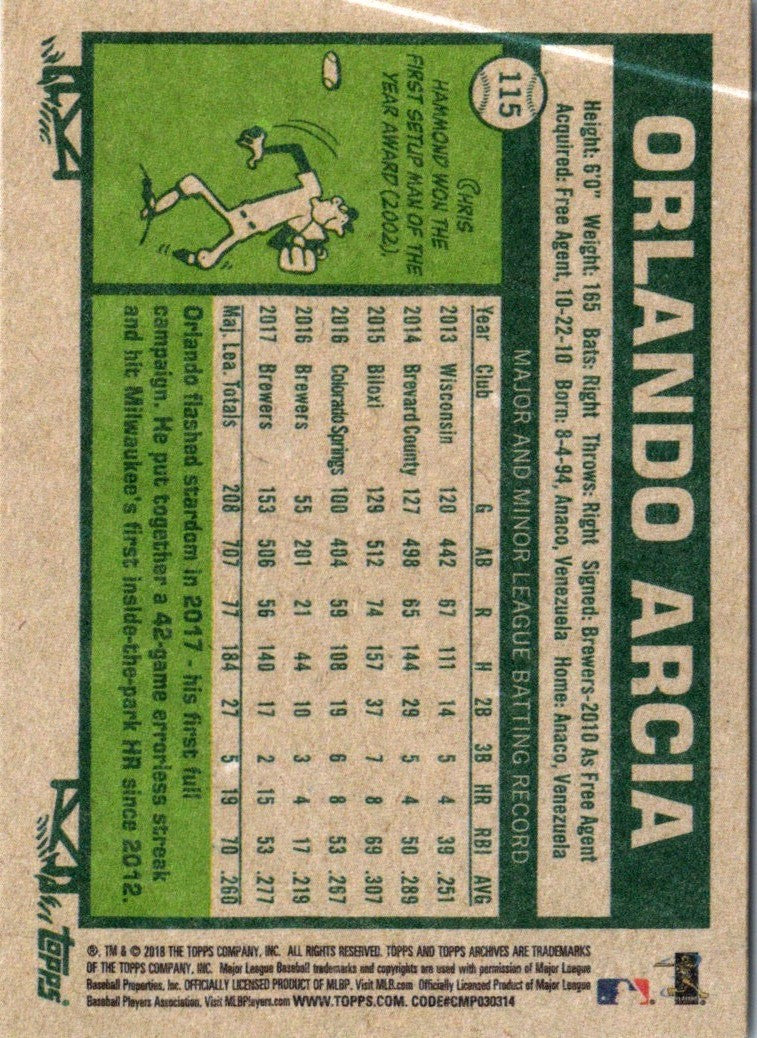 ORLANDO ARCIA
115
Height: 6'0" Weight: 165 Bats: Right Throws: Right Signed: Brewers-2010 As Free Agent
Acquired: Free Agent, 10-22-10 Born: 8-4-94, Anaco, Venezuela Home: Anaco, Venezuela
CHRIS
HAMMOND WON THE
FIRST SETUP MAN OF THE
YEAR AWARD (2002).
MAJOR AND MINOR LEAGUE BATTING RECORD
Year Club G AB R H 2B 3B HR RBI AVG
2013 Wisconsin 120 442 67 111 14 5 4 39 .251
2014 Brevard County 127 498 65 144 29 5 4 50 .289
2015 Biloxi 129 512 74 157 37 7 8 69 .307
2016 Colorado Springs 100 404 59 108 19 6 8 53 .267
2016 Brewers 55 201 21 44 10 3 4 17 .219
2017 Brewers 153 506 56 140 17 2 15 53 .277
Maj. Lea. Totals 208 707 77 184 27 5 19 70 .260
Orlando flashed stardom in 2017 - his first full
campaign. He put together a 42-game errorless streak
and hit Milwaukee's first inside-the-park HR since 2012.
®, TM & © 2018 THE TOPPS COMPANY, INC. ALL RIGHTS RESERVED. TOPPS AND TOPPS ARCHIVES ARE TRADEMARKS
OF THE TOPPS COMPANY, INC. Major League Baseball trademarks and copyrights are used with permission of Major League
Baseball Properties, Inc. OFFICIALLY LICENSED PRODUCT OF MLBP. Visit MLB.com Officially Licensed Product of Major League
Baseball Players Association. Visit MLBPlayers.com WWW.TOPPS.COM. CODE#CMP030314
topps